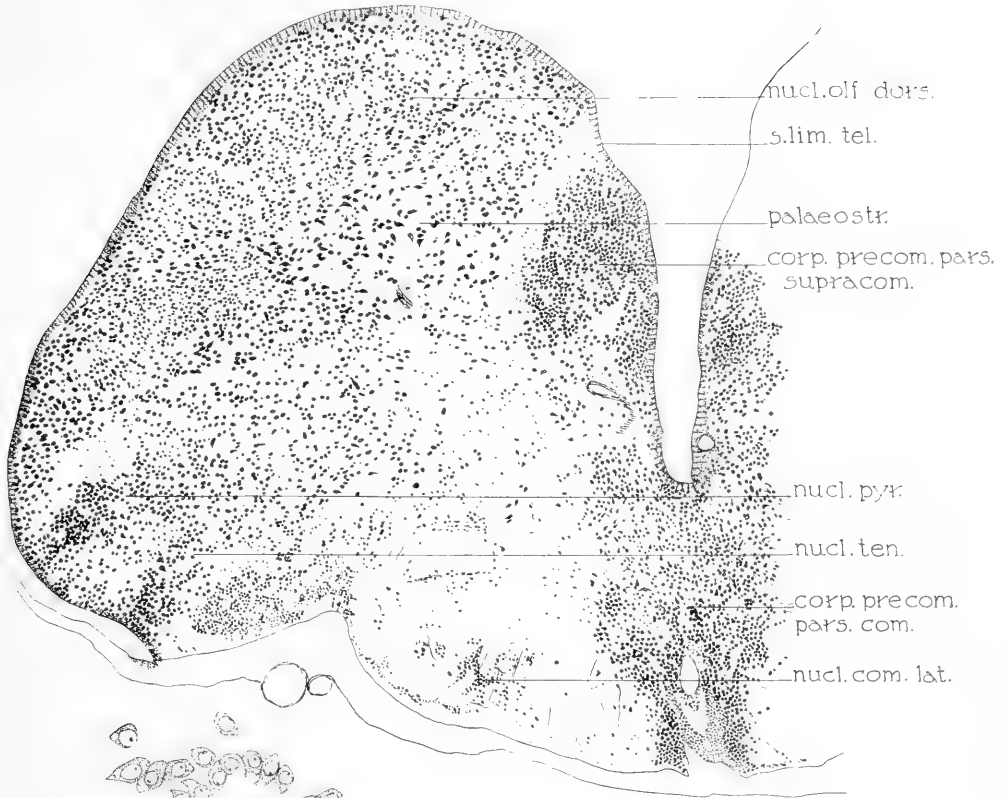 nucl.olf dors.
s.lim. tel.
palaeostr.
corp. precom. pars.
supracom.
nucl. pyr.
nucl. ten.
corp. precom.
pars. com.
nucl. com. lat.